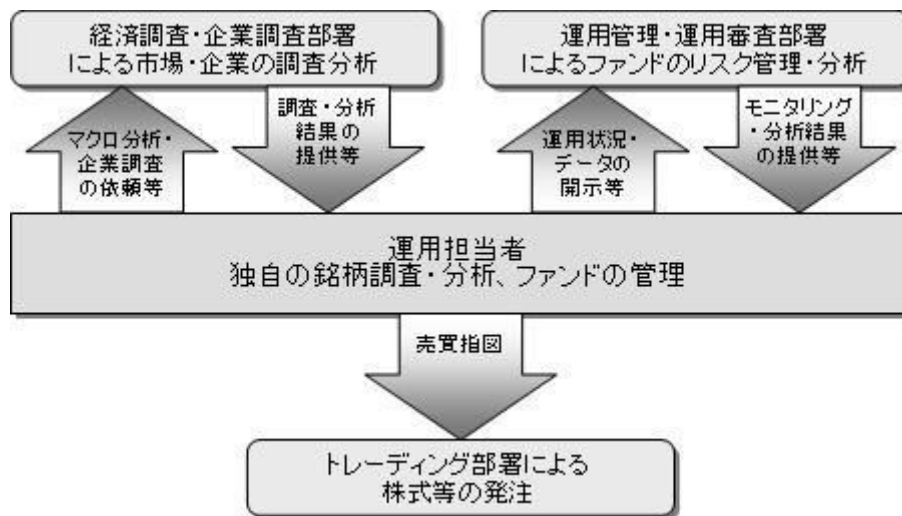 経済調査・企業調査部署
による市場・企業の調査分析
運用管理・運用審査部署
によるファンドのリスク管理・分析
マクロ分析・
企業調査
の依頼等
調査・分析
結果の
提供等
運用状況・
データの
開示等
モニタリング
・分析結果
の提供等
運用担当者
独自の銘柄調査・分析、ファンドの管理
売買指図
トレーディング部署による
株式等の発注